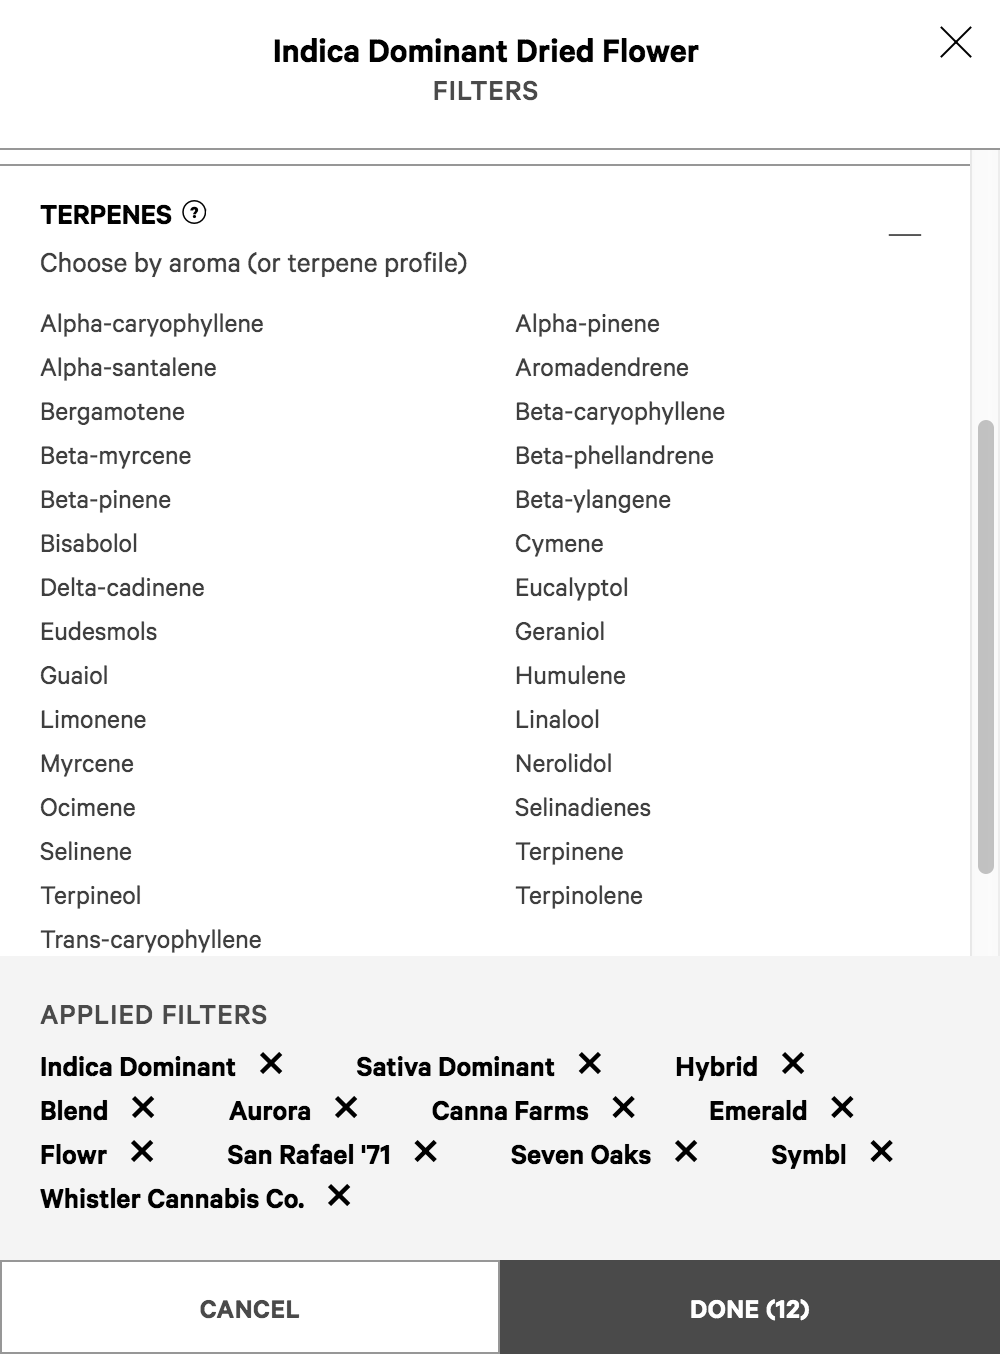 Indica Dominant Dried Flower
FILTERS
TERPENES ?
Choose by aroma (or terpene profile)
Alpha-caryophyllene Alpha-pinene
Alpha-santalene Aromadendrene
Bergamotene Beta-caryophyllene
Beta-myrcene Beta-phellandrene
Beta-pinene Beta-ylangene
Bisabolol Cymene
Delta-cadinene Eucalyptol
Eudesmols Geraniol
Guaiol Humulene
Limonene Linalool
Myrcene Nerolidol
Ocimene Selinadienes
Selinene Terpinene
Terpineol Terpinolene
Trans-caryophyllene
APPLIED FILTERS
Indica Dominant ✕ Sativa Dominant ✕ Hybrid ✕
Blend ✕ Aurora ✕ Canna Farms ✕ Emerald ✕
Flowr ✕ San Rafael '71 ✕ Seven Oaks ✕ Symbl ✕
Whistler Cannabis Co. ✕
CANCEL DONE (12)